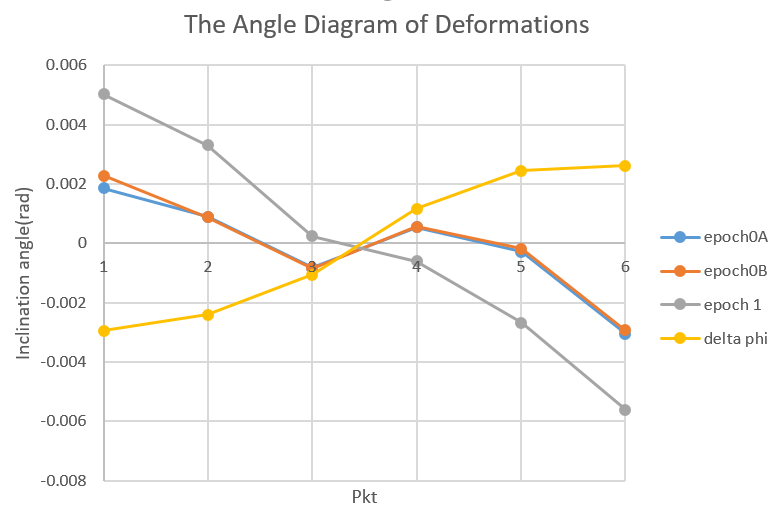 The Angle Diagram of Deformations
0.006
0.004
0.002
0
-0.002
-0.004
-0.006
-0.008
Inclination angle(rad)
1 2 3 4 5 6
Pkt
epoch0A
epoch0B
epoch 1
delta phi